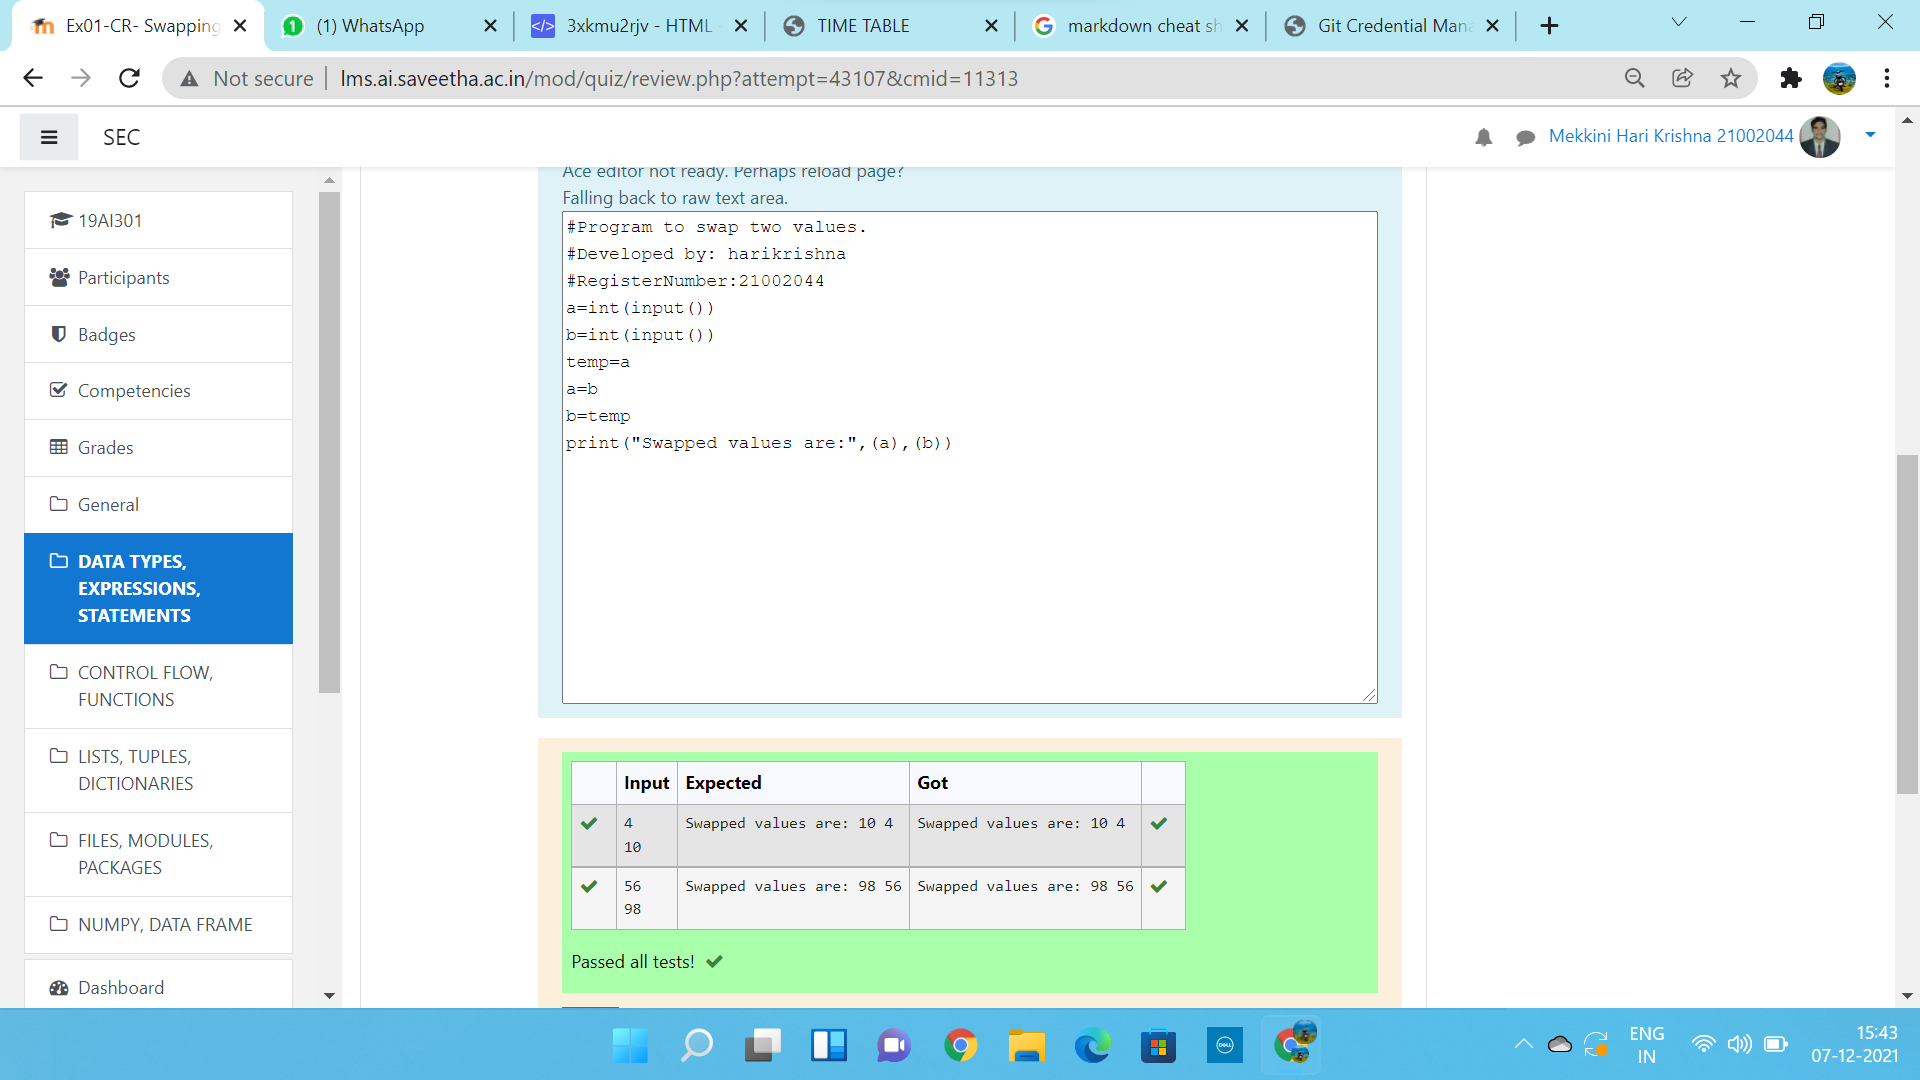 Ex01-CR- Swapping
(1) WhatsApp
3xkmu2rjv - HTML -
TIME TABLE
markdown cheat sh
Git Credential Mana
Not secure
lms.ai.saveetha.ac.in/mod/quiz/review.php?attempt=43107&cmid=11313
SEC
Mekkini Hari Krishna 21002044
19AI301
Participants
Badges
Competencies
Grades
General
DATA TYPES,
EXPRESSIONS,
STATEMENTS
CONTROL FLOW,
FUNCTIONS
LISTS, TUPLES,
DICTIONARIES
FILES, MODULES,
PACKAGES
NUMPY, DATA FRAME
Dashboard
Ace editor not ready. Perhaps reload page?
Falling back to raw text area.
#Program to swap two values.
#Developed by: harikrishna
#RegisterNumber:21002044
a=int(input())
b=int(input())
temp=a
a=b
b=temp
print("Swapped values are:",(a),(b))
Input Expected Got
4 Swapped values are: 10 4 Swapped values are: 10 4
10
56 Swapped values are: 98 56 Swapped values are: 98 56
98
Passed all tests!
DELL
ENG
IN
15:43
07-12-2021